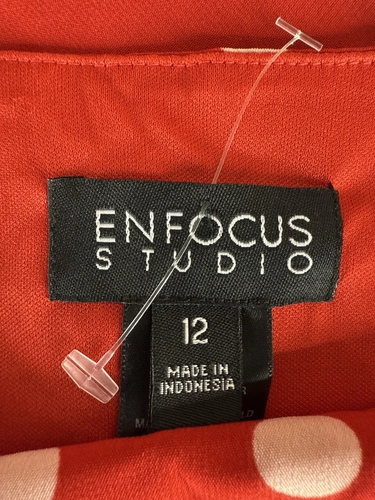 ENFOCUS
STUDIO
12
MADE IN
INDONESIA